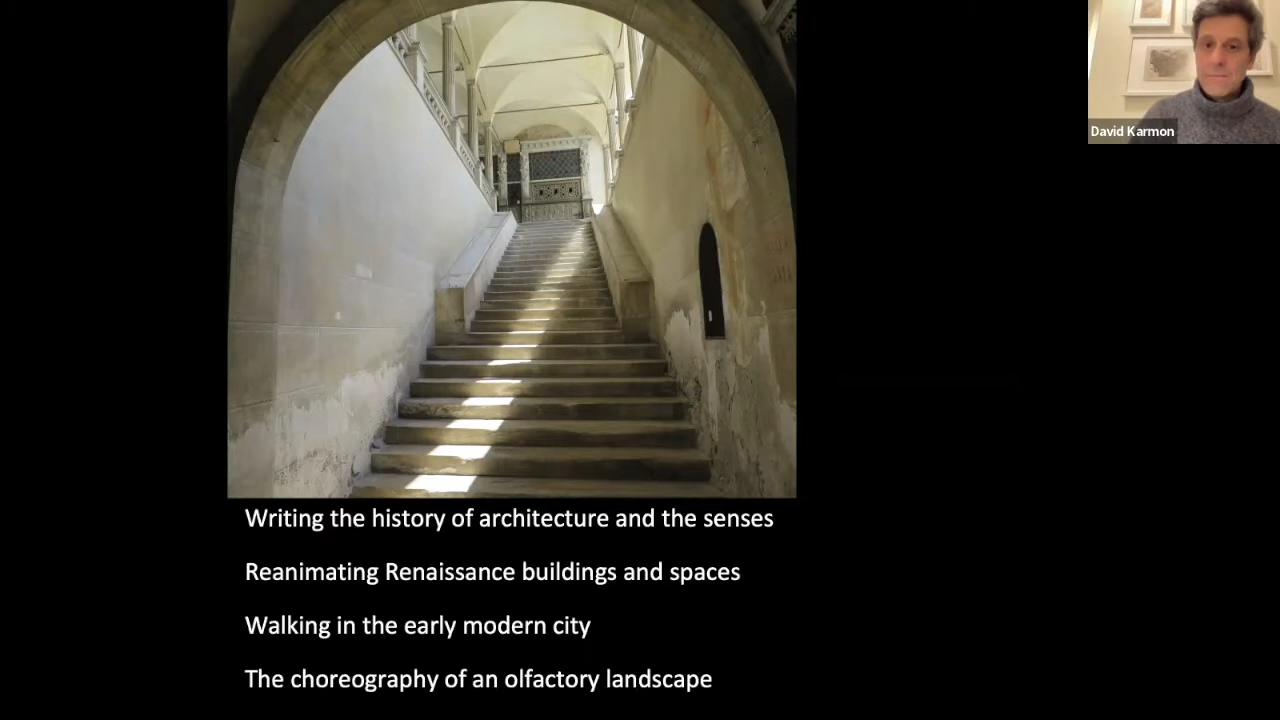 David Karmon
Writing the history of architecture and the senses
Reanimating Renaissance buildings and spaces
Walking in the early modern city
The choreography of an olfactory landscape